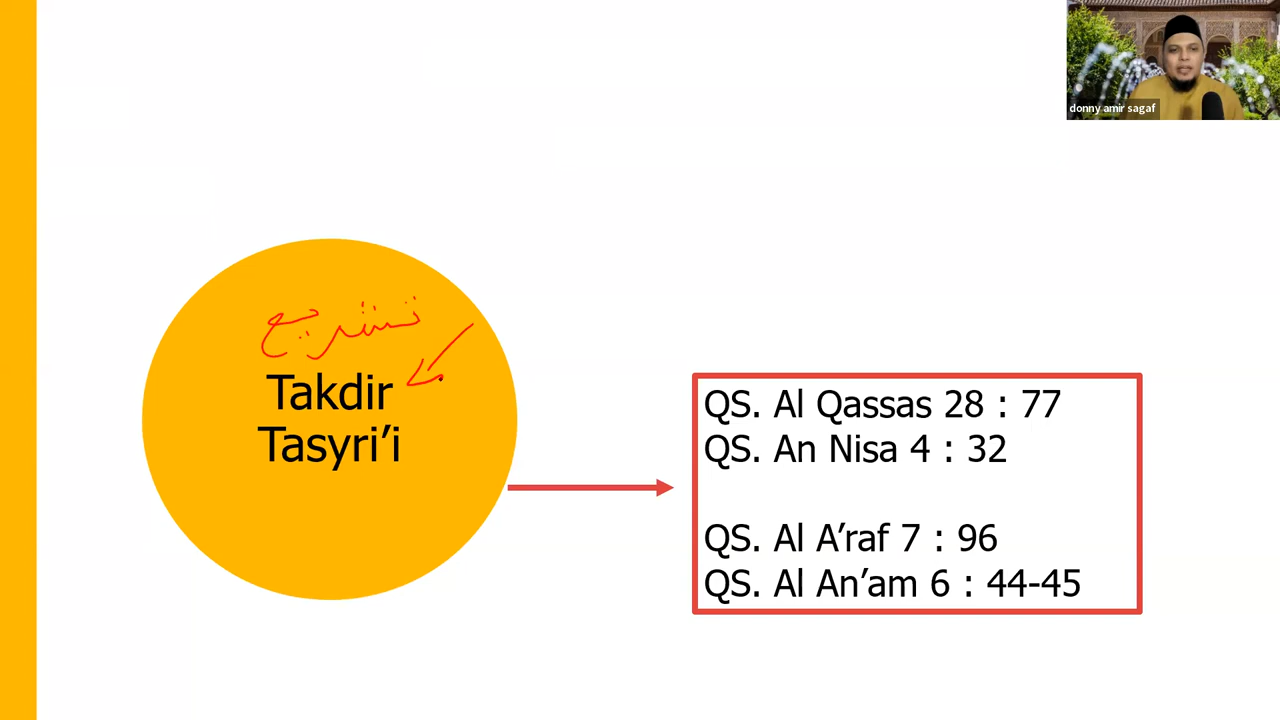 donny amir sagaf
تشريع
Takdir
Tasyri’i
QS. Al Qassas 28 : 77
QS. An Nisa 4 : 32
QS. Al A’raf 7 : 96
QS. Al An’am 6 : 44-45